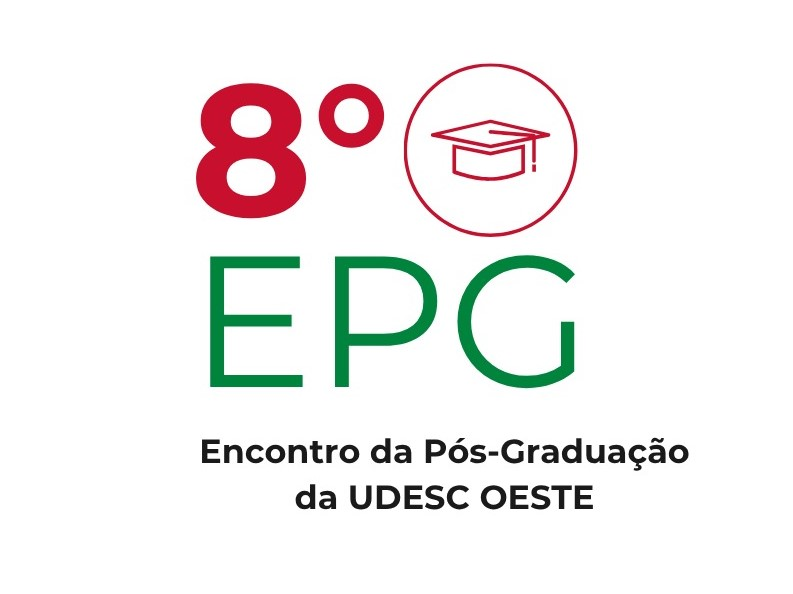 8º
EPG
Encontro da Pós-Graduação
da UDESC OESTE